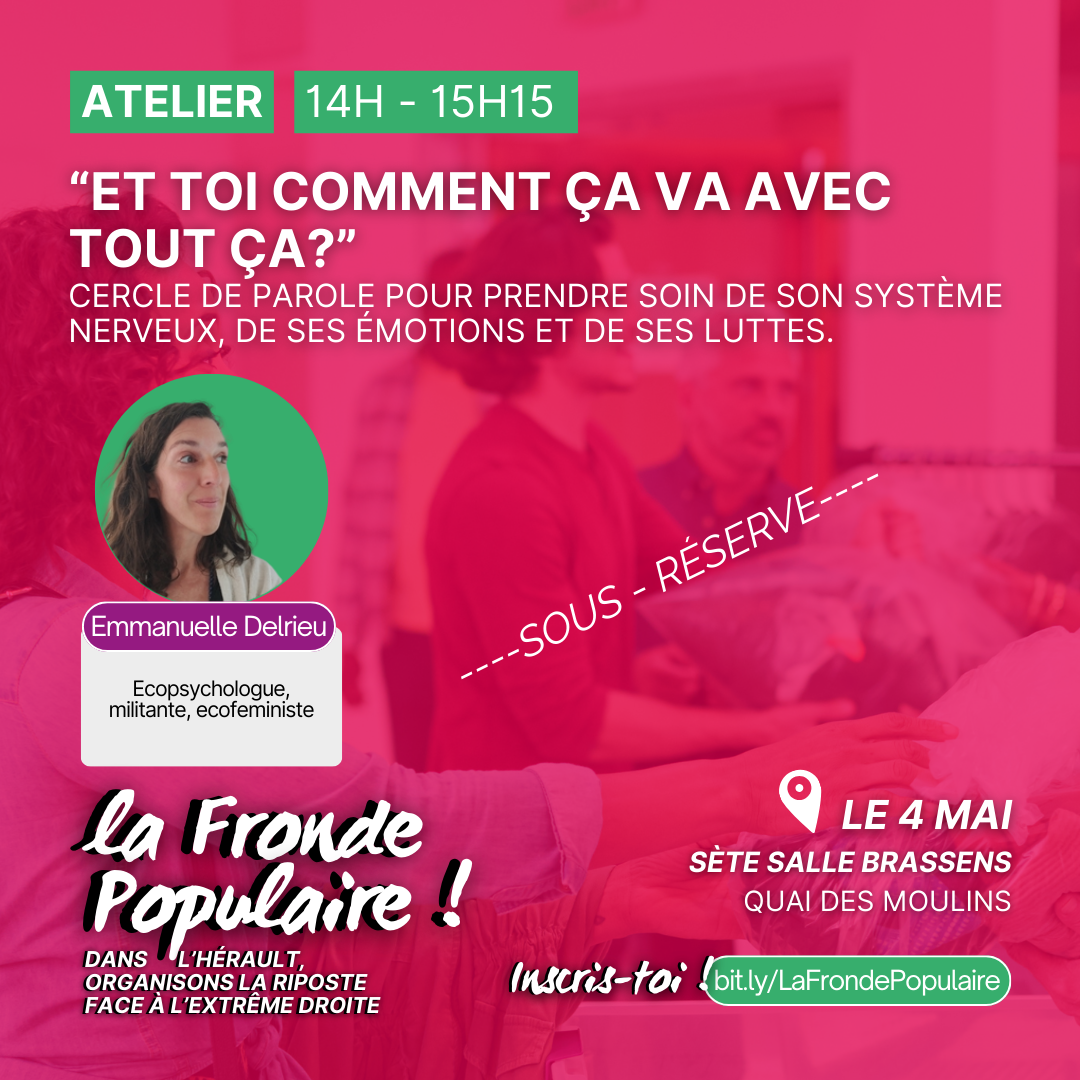 ATELIER 14H - 15H15
“ET TOI COMMENT ÇA VA AVEC
TOUT ÇA?”
CERCLE DE PAROLE POUR PRENDRE SOIN DE SON SYSTÈME
NERVEUX, DE SES ÉMOTIONS ET DE SES LUTTES.
----SOUS - RÉSERVE----
Emmanuelle Delrieu
Ecopsychologue,
militante, ecofeministe
la Fronde
Populaire !
DANS L’HÉRAULT,
ORGANISONS LA RIPOSTE
FACE À L’EXTRÊME DROITE
LE 4 MAI
SÈTE SALLE BRASSENS
QUAI DES MOULINS
Inscris-toi ! bit.ly/LaFrondePopulaire